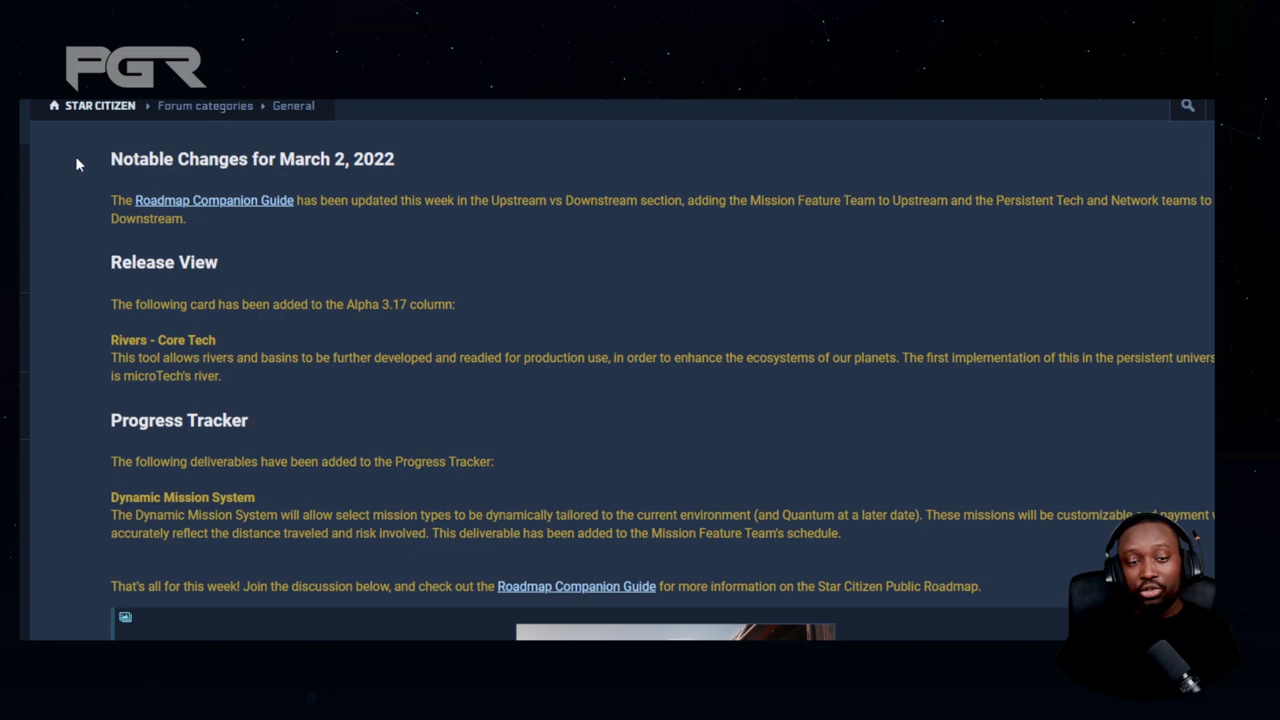 PGR
STAR CITIZEN Forum categories General
Notable Changes for March 2, 2022
The Roadmap Companion Guide has been updated this week in the Upstream vs Downstream section, adding the Mission Feature Team to Upstream and the Persistent Tech and Network teams to
Downstream.
Release View
The following card has been added to the Alpha 3.17 column:
Rivers - Core Tech
This tool allows rivers and basins to be further developed and readied for production use, in order to enhance the ecosystems of our planets. The first implementation of this in the persistent univers
is microTech's river.
Progress Tracker
The following deliverables have been added to the Progress Tracker:
Dynamic Mission System
The Dynamic Mission System will allow select mission types to be dynamically tailored to the current environment (and Quantum at a later date). These missions will be customizable payment
accurately reflect the distance traveled and risk involved. This deliverable has been added to the Mission Feature Team's schedule.
That's all for this week! Join the discussion below, and check out the Roadmap Companion Guide for more information on the Star Citizen Public Roadmap.